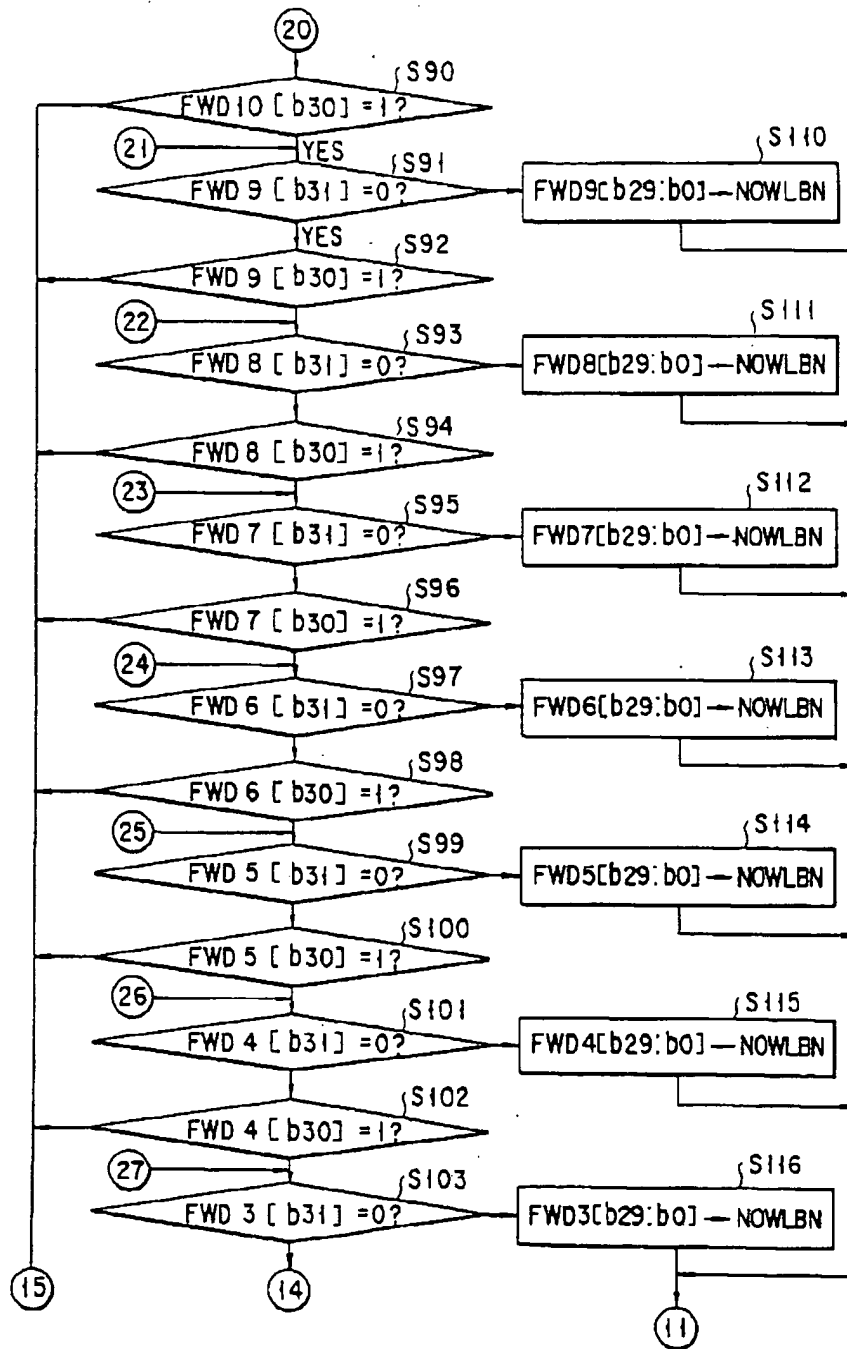 20
S90
FWD10 [b30] =1?
21
YES
S91
S110
FWD 9 [b31] =0?
FWD9[b29:b0] — NOWLBN
YES
S92
FWD 9 [b30] =1?
22
S93
S111
FWD 8 [b31] =0?
FWD8[b29:b0] — NOWLBN
S94
FWD 8 [b30] =1?
23
S95
S112
FWD 7 [b31] =0?
FWD7[b29:b0] — NOWLBN
S96
FWD 7 [b30] =1?
24
S97
S113
FWD 6 [b31] =0?
FWD6[b29:b0] — NOWLBN
S98
FWD 6 [b30] =1?
25
S99
S114
FWD 5 [b31] =0?
FWD5[b29:b0] — NOWLBN
S100
FWD 5 [b30] =1?
26
S101
S115
FWD 4 [b31] =0?
FWD4[b29:b0] — NOWLBN
S102
FWD 4 [b30] =1?
27
S103
S116
FWD 3 [b31] =0?
FWD3[b29:b0] — NOWLBN
15
14
11